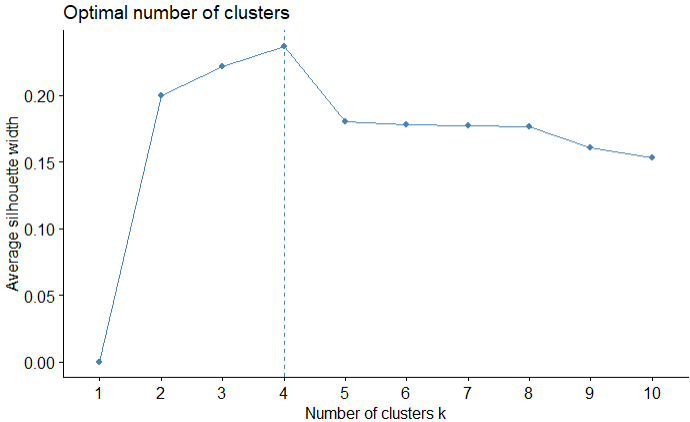 Optimal number of clusters
Average silhouette width
0.20
0.15
0.10
0.05
0.00
1 2 3 4 5 6 7 8 9 10
Number of clusters k